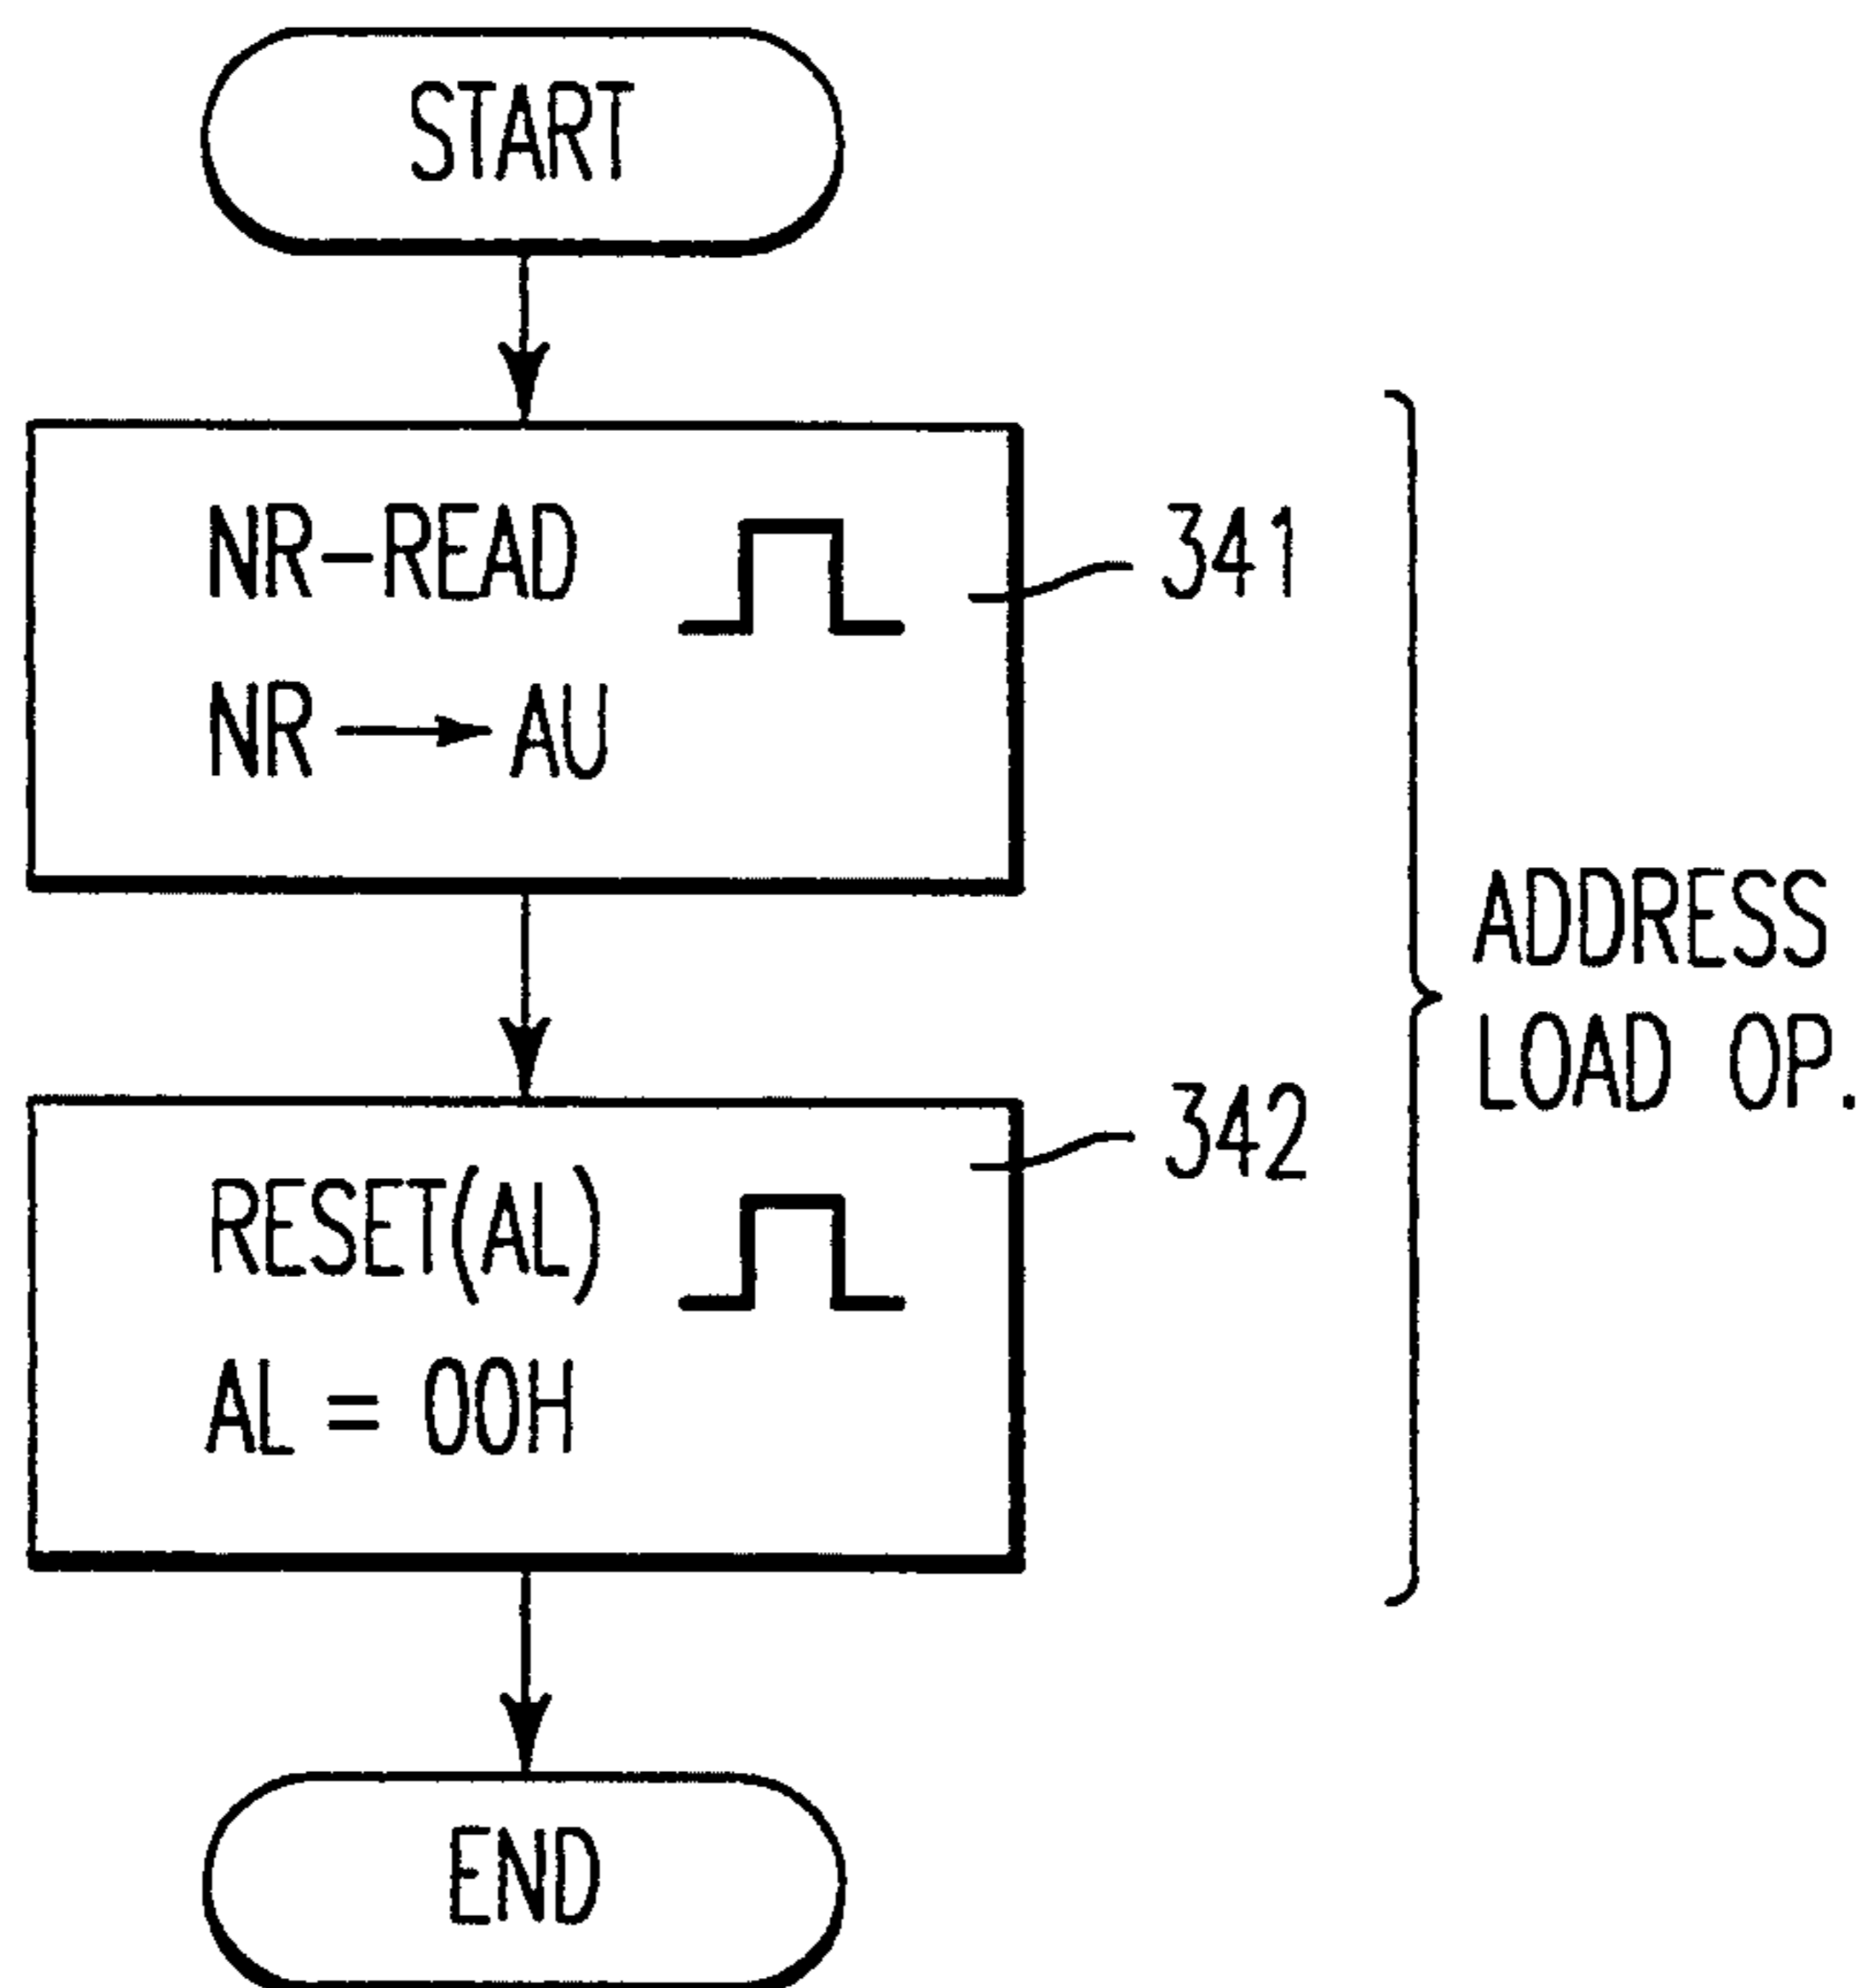 START
NR-READ
341
NR → AU
ADDRESS
LOAD OP.
342
RESET(AL)
AL = 00H
END